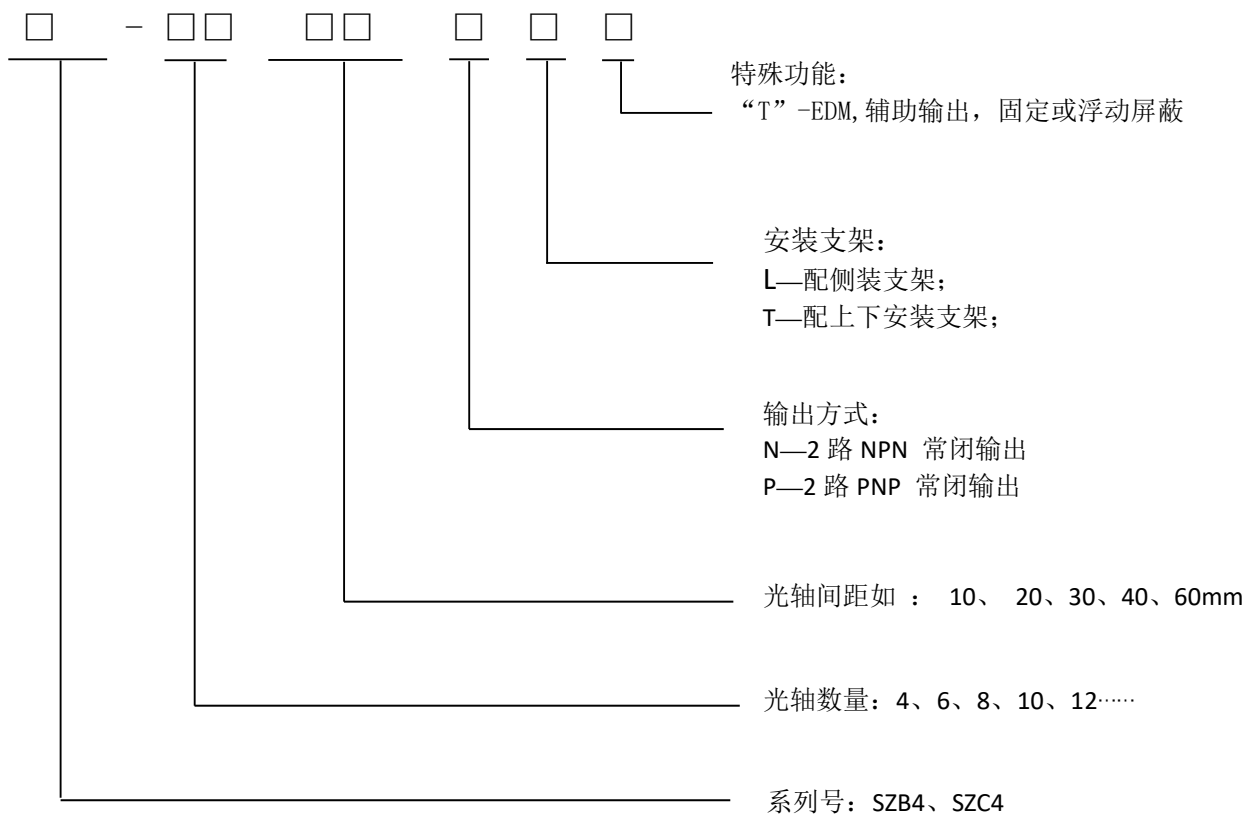 □ －□□ □□ □ □ □
特殊功能：
“T”-EDM,辅助输出，固定或浮动屏蔽
安装支架：
L—配侧装支架；
T—配上下安装支架；
输出方式：
N—2 路 NPN 常闭输出
P—2 路 PNP 常闭输出
光轴间距如 ： 10、 20、30、40、60mm
光轴数量：4、6、8、10、12……
系列号：SZB4、SZC4